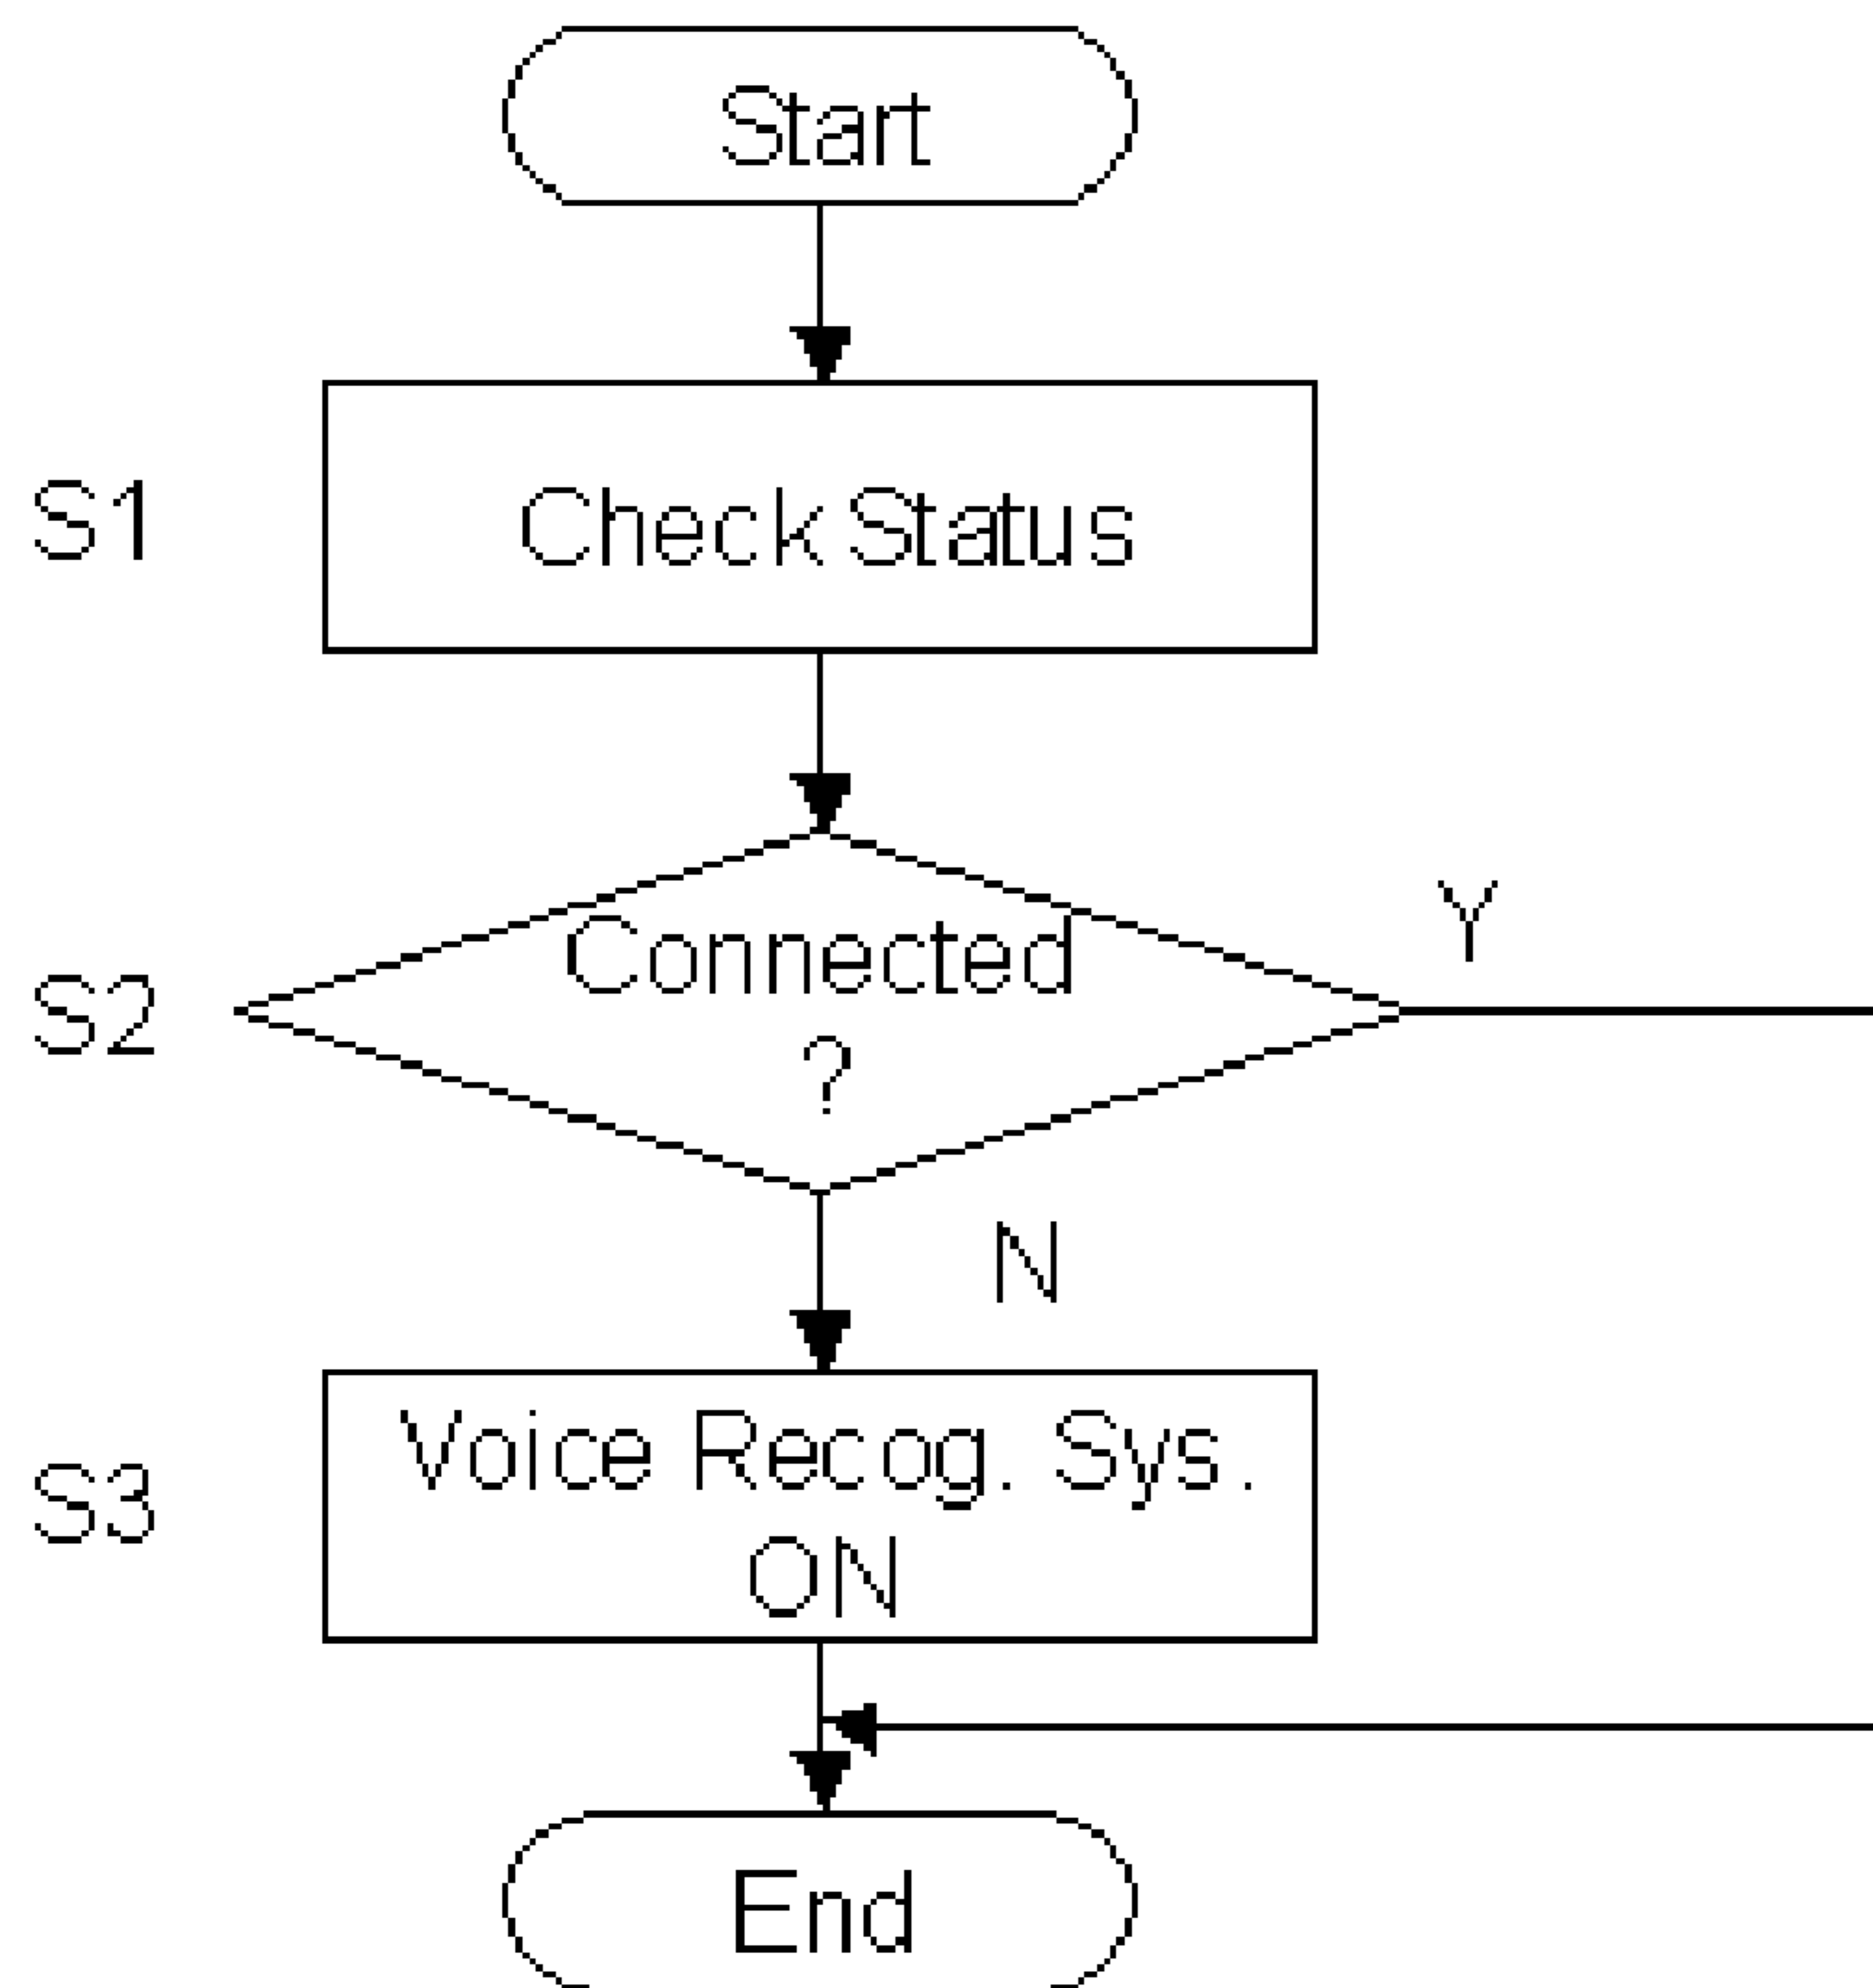 Start
S1
Check Status
Y
Connected
S2
?
N
Voice Recog. Sys.
S3
ON
End